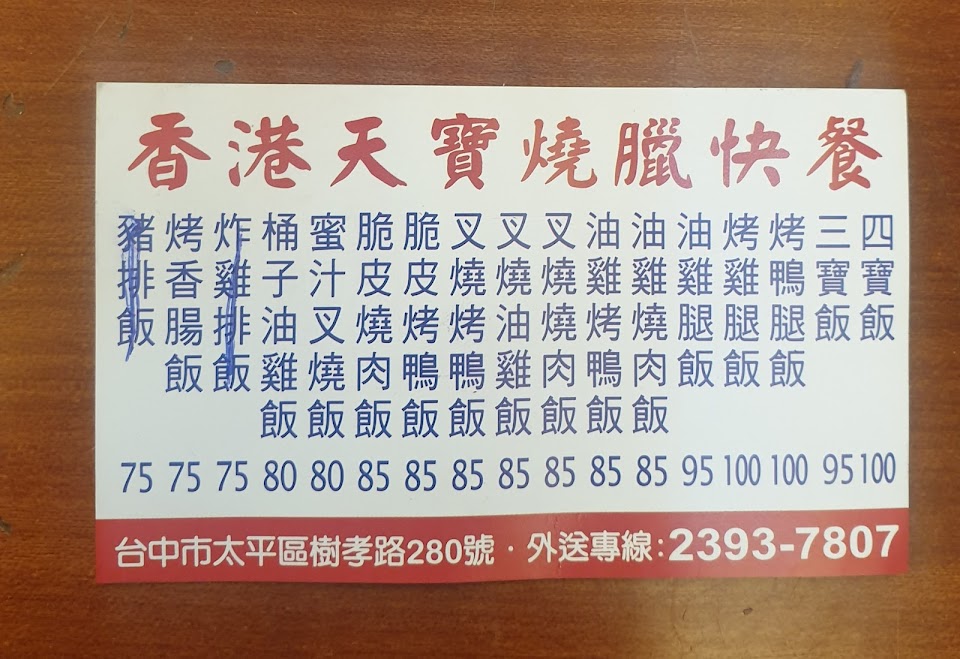 香港天寶燒臘快餐
豬排飯 75
烤香腸飯 75
炸雞排飯 75
桶子油雞飯 80
蜜汁叉燒飯 80
脆皮燒肉飯 85
脆皮烤鴨飯 85
叉燒烤鴨飯 85
叉燒油雞飯 85
叉燒燒肉飯 85
油雞烤鴨飯 85
油雞燒肉飯 85
油雞腿飯 95
烤雞腿飯 100
烤鴨腿飯 100
三寶飯 95
四寶飯 100
台中市太平區樹孝路280號·外送專線:2393-7807